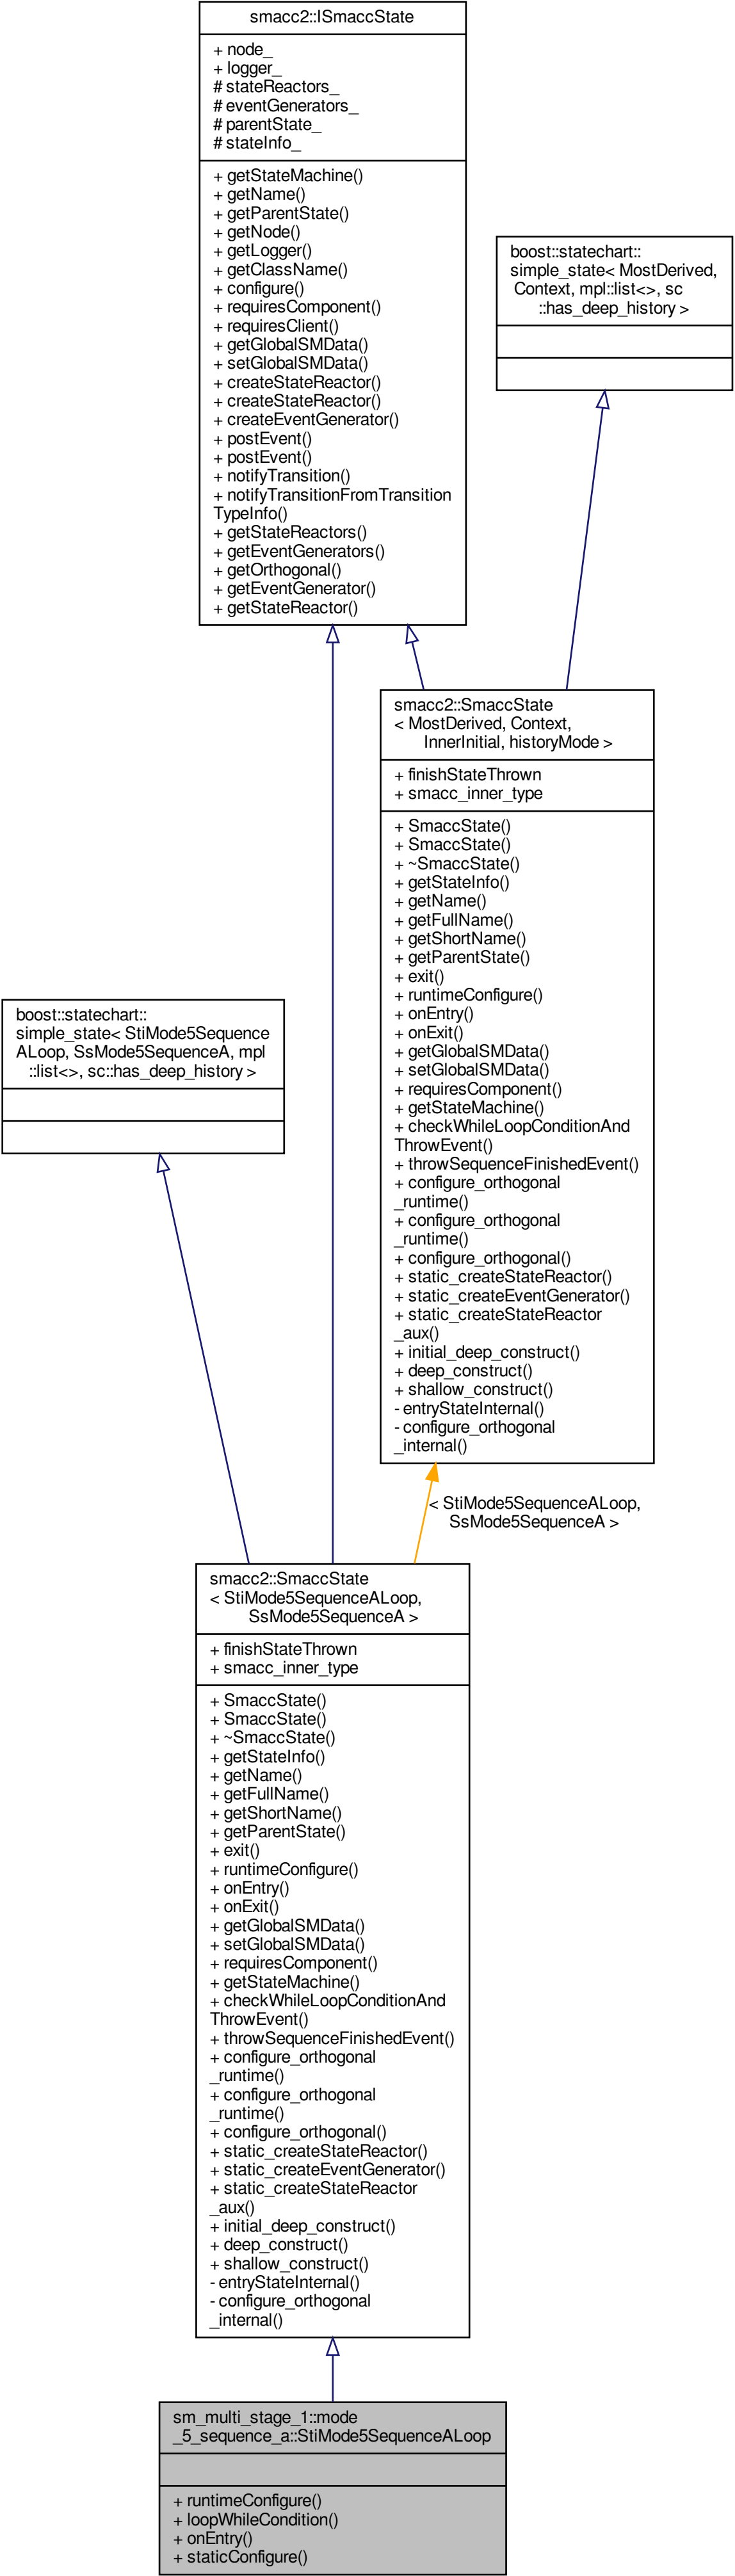 smacc2::ISmaccState
+ node_
+ logger_
# stateReactors_
# eventGenerators_
# parentState_
# stateInfo_
+ getStateMachine()
+ getName()
+ getParentState()
+ getNode()
+ getLogger()
+ getClassName()
+ configure()
+ requiresComponent()
+ requiresClient()
+ getGlobalSMData()
+ setGlobalSMData()
+ createStateReactor()
+ createStateReactor()
+ createEventGenerator()
+ postEvent()
+ postEvent()
+ notifyTransition()
+ notifyTransitionFromTransition
TypeInfo()
+ getStateReactors()
+ getEventGenerators()
+ getOrthogonal()
+ getEventGenerator()
+ getStateReactor()
boost::statechart::
simple_state< MostDerived,
Context, mpl::list<>, sc
::has_deep_history >
smacc2::SmaccState
< MostDerived, Context,
InnerInitial, historyMode >
+ finishStateThrown
+ smacc_inner_type
+ SmaccState()
+ SmaccState()
+ ~SmaccState()
+ getStateInfo()
+ getName()
+ getFullName()
+ getShortName()
+ getParentState()
+ exit()
+ runtimeConfigure()
+ onEntry()
+ onExit()
+ getGlobalSMData()
+ setGlobalSMData()
+ requiresComponent()
+ getStateMachine()
+ checkWhileLoopConditionAnd
ThrowEvent()
+ throwSequenceFinishedEvent()
+ configure_orthogonal
_runtime()
+ configure_orthogonal
_runtime()
+ configure_orthogonal()
+ static_createStateReactor()
+ static_createEventGenerator()
+ static_createStateReactor
_aux()
+ initial_deep_construct()
+ deep_construct()
+ shallow_construct()
- entryStateInternal()
- configure_orthogonal
_internal()
boost::statechart::
simple_state< StiMode5Sequence
ALoop, SsMode5SequenceA, mpl
::list<>, sc::has_deep_history >
< StiMode5SequenceALoop,
SsMode5SequenceA >
smacc2::SmaccState
< StiMode5SequenceALoop,
SsMode5SequenceA >
+ finishStateThrown
+ smacc_inner_type
+ SmaccState()
+ SmaccState()
+ ~SmaccState()
+ getStateInfo()
+ getName()
+ getFullName()
+ getShortName()
+ getParentState()
+ exit()
+ runtimeConfigure()
+ onEntry()
+ onExit()
+ getGlobalSMData()
+ setGlobalSMData()
+ requiresComponent()
+ getStateMachine()
+ checkWhileLoopConditionAnd
ThrowEvent()
+ throwSequenceFinishedEvent()
+ configure_orthogonal
_runtime()
+ configure_orthogonal
_runtime()
+ configure_orthogonal()
+ static_createStateReactor()
+ static_createEventGenerator()
+ static_createStateReactor
_aux()
+ initial_deep_construct()
+ deep_construct()
+ shallow_construct()
- entryStateInternal()
- configure_orthogonal
_internal()
sm_multi_stage_1::mode
_5_sequence_a::StiMode5SequenceALoop
+ runtimeConfigure()
+ loopWhileCondition()
+ onEntry()
+ staticConfigure()